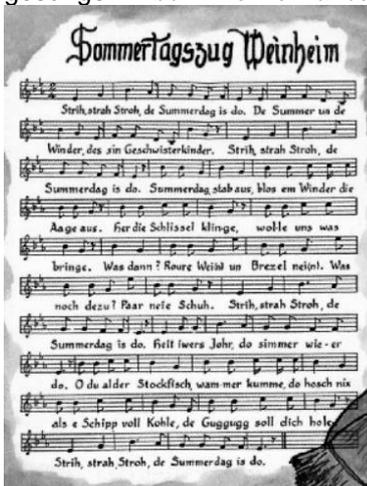 Sommertagszug Weinheim
Strih, strah Stroh, de Summerdag is do. De Summer un de
Winder, des sin Geschwisterkinder. Strih, strah Stroh, de
Summerdag is do. Summerdag, stab aus, blos em Winder die
Aage aus. Her die Schlissel klinge, wolle uns was
bringe. Was dann? Roure Wei(n) un Brezel nei(n). Was
noch dezu? Paar neie Schuh. Strih, strah Stroh, de
Summerdag is do. Heit iwers Johr, do simmer wie-er
do. O du alder Stockfisch, wam-mer kumme, do hosch nix
als e Schipp voll Kohle, de Guggugg soll dich hole.
Strih, strah, Stroh, de Summerdag is do.